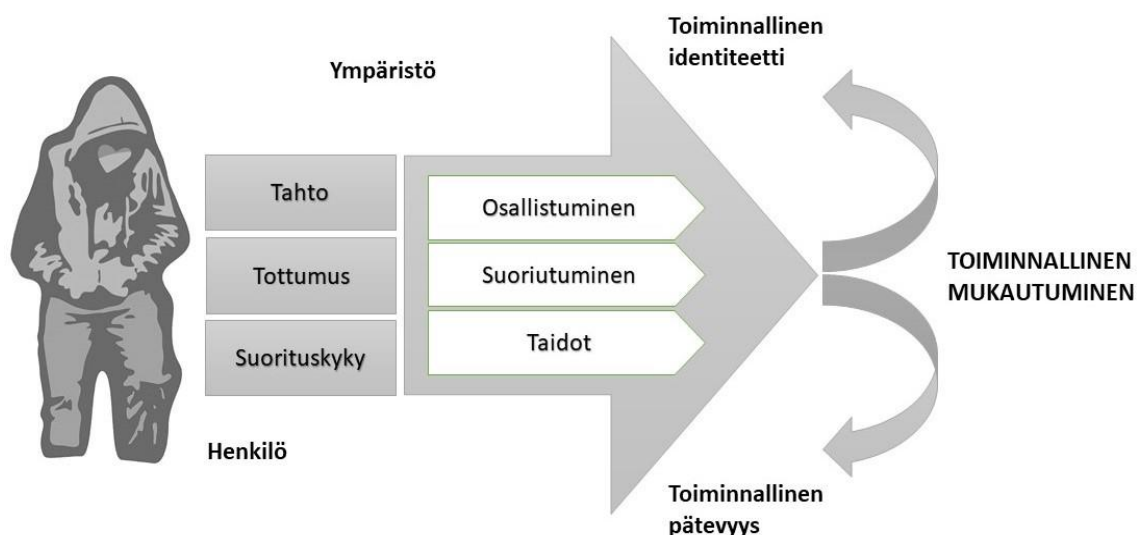 Ympäristö
Toiminnallinen
identiteetti
Tahto
Tottumus
Suorituskyky
Henkilö
Osallistuminen
Suoriutuminen
Taidot
TOIMINNALLINEN
MUKAUTUMINEN
Toiminnallinen
pätevyys